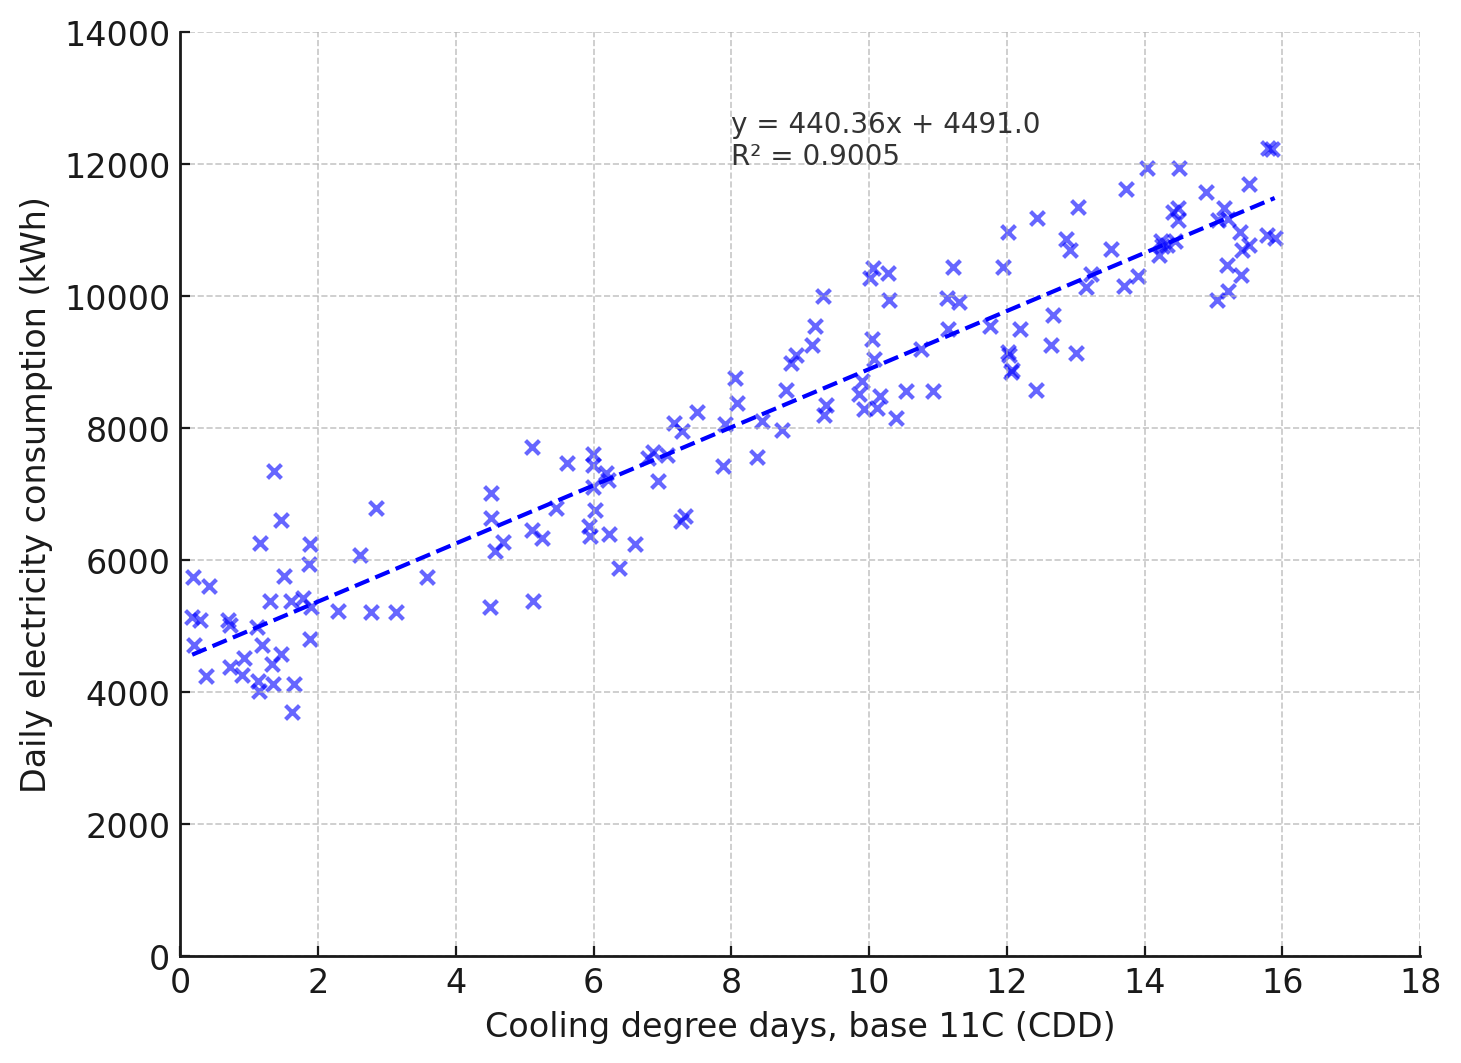 14000
12000
10000
8000
6000
4000
2000
0
Daily electricity consumption (kWh)
y = 440.36x + 4491.0
R² = 0.9005
0 2 4 6 8 10 12 14 16 18
Cooling degree days, base 11C (CDD)